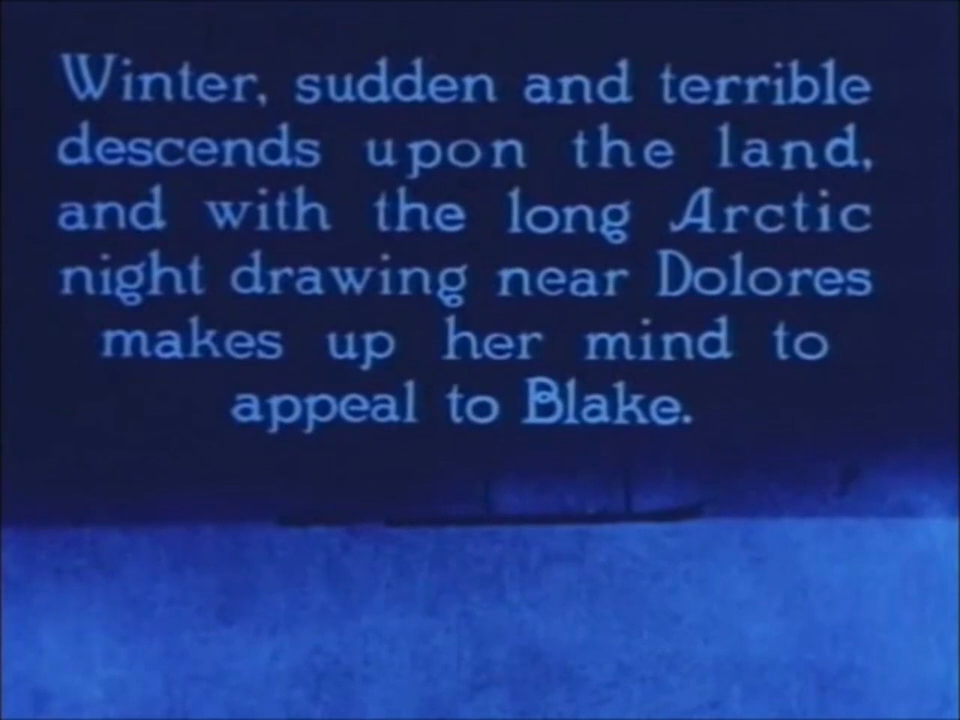 Winter, sudden and terrible
descends upon the land,
and with the long Arctic
night drawing near Dolores
makes up her mind to
appeal to Blake.